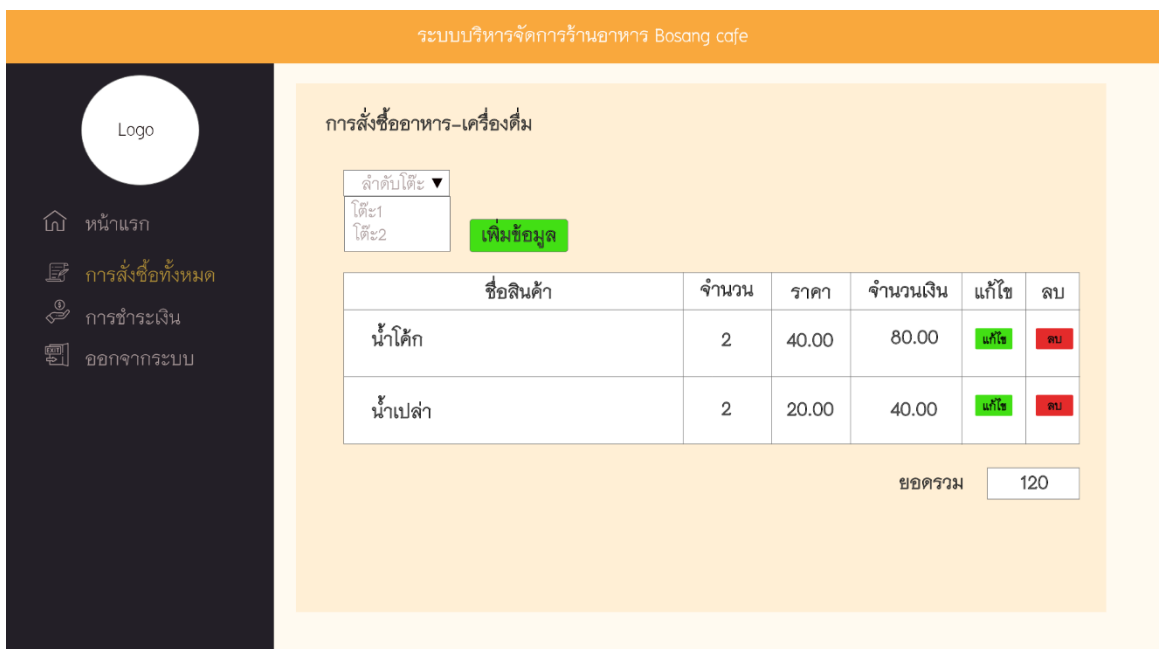 ระบบบริหารจัดการร้านอาหาร Bosang cafe
Logo
หน้าแรก
การสั่งซื้อทั้งหมด
การชำระเงิน
EXIT
ออกจากระบบ
การสั่งซื้ออาหาร-เครื่องดื่ม
ลำดับโต๊ะ ▼
โต๊ะ1
โต๊ะ2
เพิ่มข้อมูล
ชื่อสินค้า จำนวน ราคา จำนวนเงิน แก้ไข ลบ
น้ำโค้ก 2 40.00 80.00 แก้ไข ลบ
น้ำเปล่า 2 20.00 40.00 แก้ไข ลบ
ยอดรวม 120